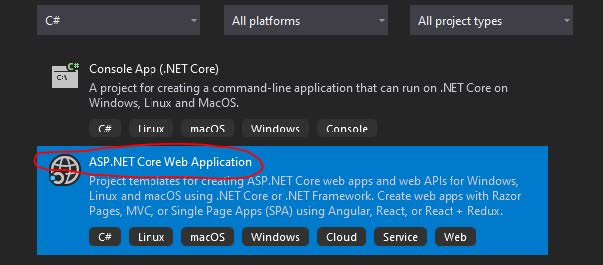 C#
All platforms
All project types
C#
C:\
Console App (.NET Core)
A project for creating a command-line application that can run on .NET Core on
Windows, Linux and MacOS.
C#
Linux
macOS
Windows
Console
ASP.NET Core Web Application
Project templates for creating ASP.NET Core web apps and web APIs for Windows,
Linux and macOS using .NET Core or .NET Framework. Create web apps with Razor
Pages, MVC, or Single Page Apps (SPA) using Angular, React, or React + Redux.
C#
Linux
macOS
Windows
Cloud
Service
Web